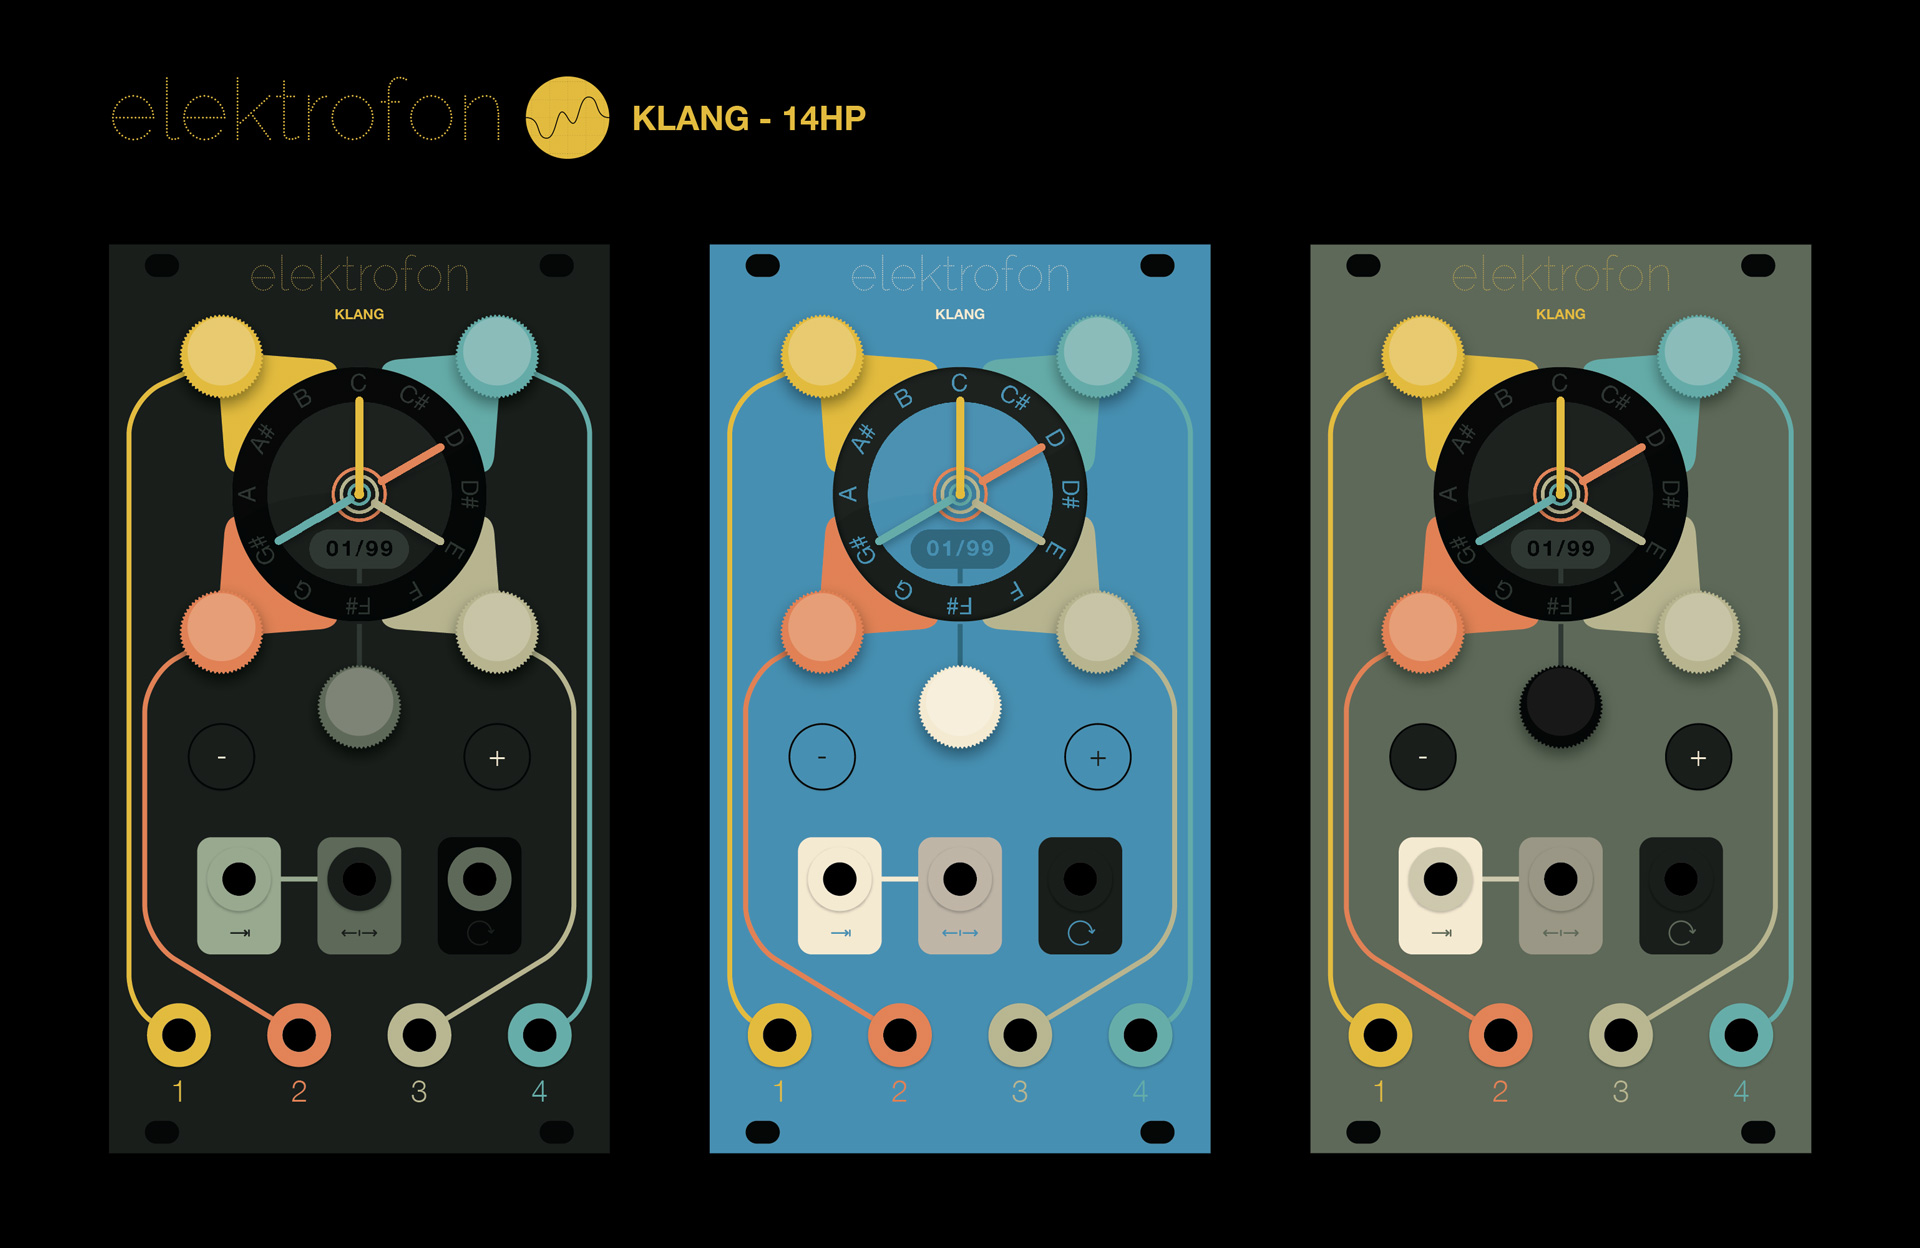 elektrofon KLANG - 14HP
elektrofon
KLANG
C
C#
D
D#
E
F
F#
G
G#
A
A#
B
01/99
-
+
1 2 3 4
elektrofon
KLANG
C
C#
D
D#
E
F
F#
G
G#
A
A#
B
01/99
-
+
1 2 3 4
elektrofon
KLANG
C
C#
D
D#
E
F
F#
G
G#
A
A#
B
01/99
-
+
1 2 3 4